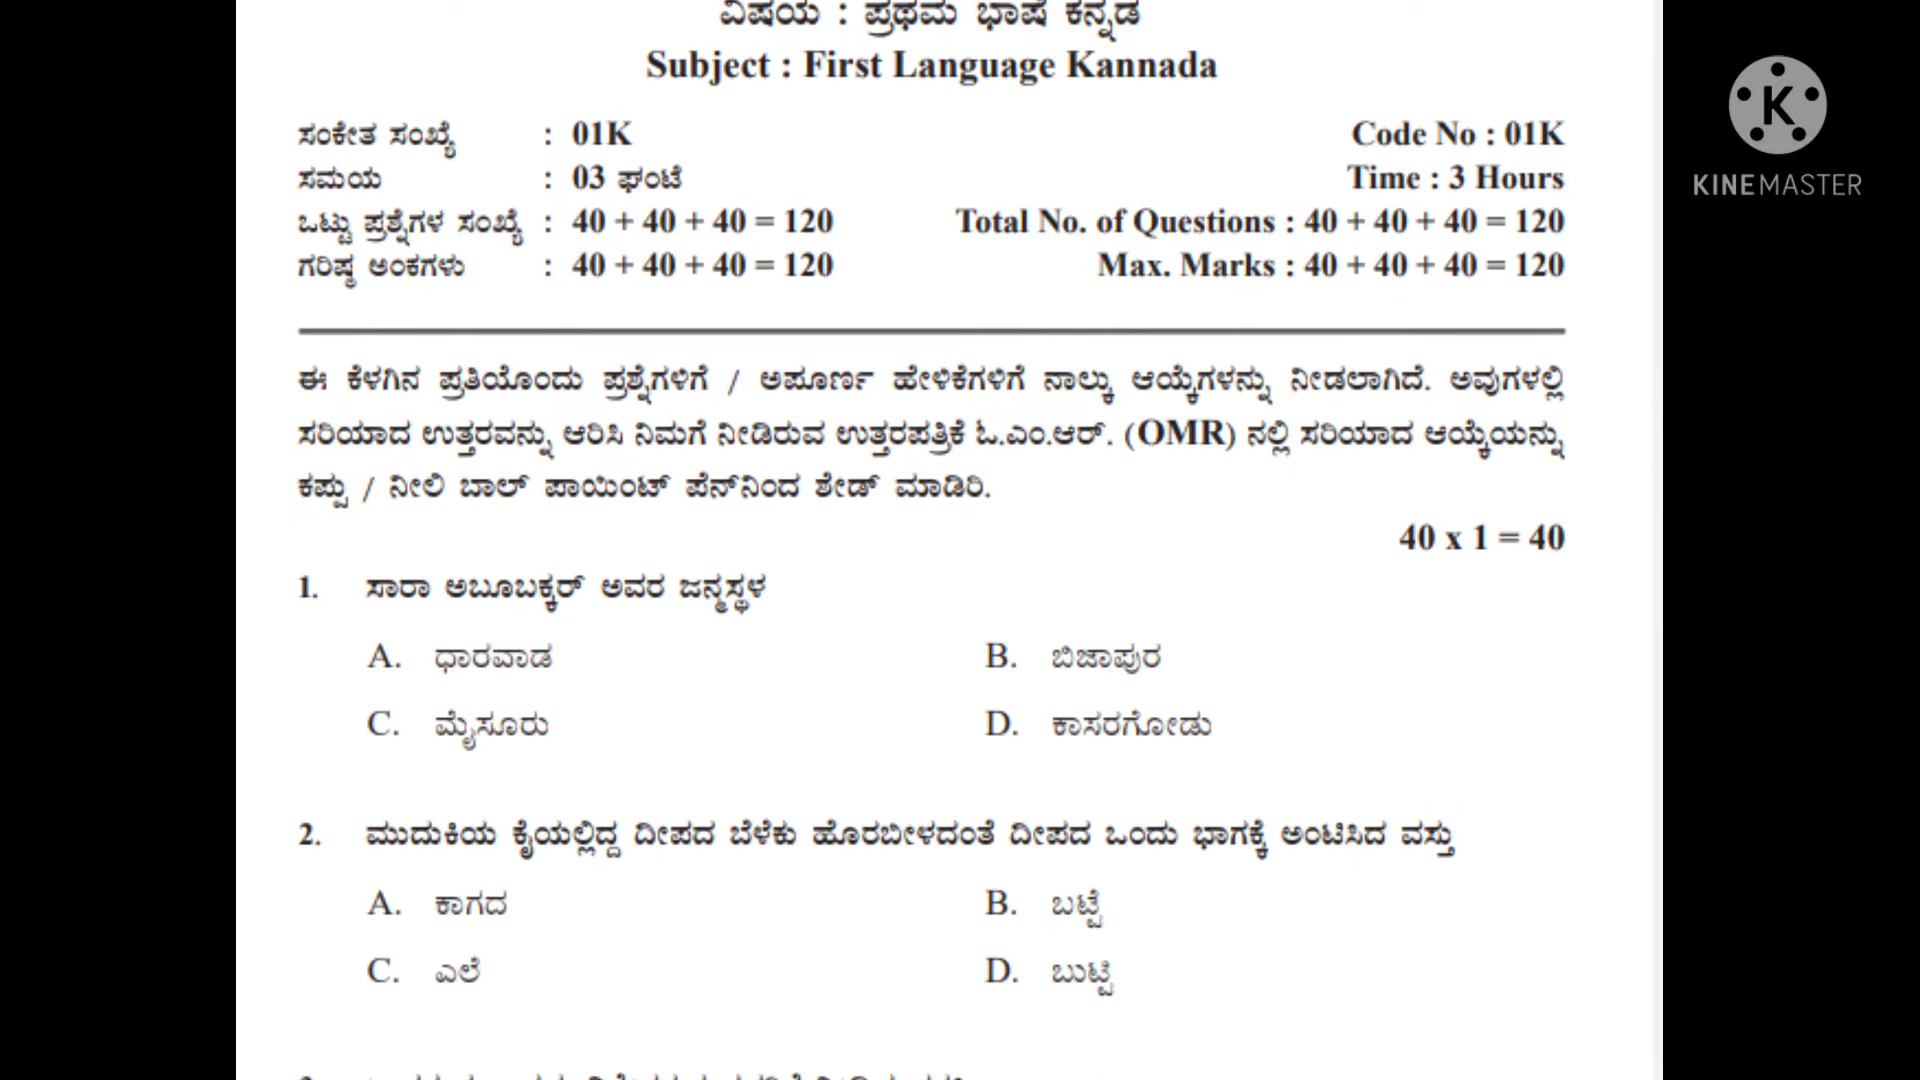 ವಿಷಯ : ಪ್ರಥಮ ಭಾಷೆ ಕನ್ನಡ
Subject : First Language Kannada
ಸಂಕೇತ ಸಂಖ್ಯೆ : 01K Code No : 01K
ಸಮಯ : 03 ಘಂಟೆ Time : 3 Hours
ಒಟ್ಟು ಪ್ರಶ್ನೆಗಳ ಸಂಖ್ಯೆ : 40 + 40 + 40 = 120 Total No. of Questions : 40 + 40 + 40 = 120
ಗರಿಷ್ಠ ಅಂಕಗಳು : 40 + 40 + 40 = 120 Max. Marks : 40 + 40 + 40 = 120
ಈ ಕೆಳಗಿನ ಪ್ರತಿಯೊಂದು ಪ್ರಶ್ನೆಗಳಿಗೆ / ಅಪೂರ್ಣ ಹೇಳಿಕೆಗಳಿಗೆ ನಾಲ್ಕು ಆಯ್ಕೆಗಳನ್ನು ನೀಡಲಾಗಿದೆ. ಅವುಗಳಲ್ಲಿ
ಸರಿಯಾದ ಉತ್ತರವನ್ನು ಆರಿಸಿ ನಿಮಗೆ ನೀಡಿರುವ ಉತ್ತರಪತ್ರಿಕೆ ಓ.ಎಂ.ಆರ್. (OMR) ನಲ್ಲಿ ಸರಿಯಾದ ಆಯ್ಕೆಯನ್ನು
ಕಪ್ಪು / ನೀಲಿ ಬಾಲ್ ಪಾಯಿಂಟ್ ಪೆನ್‌ನಿಂದ ಶೇಡ್ ಮಾಡಿರಿ.
40 x 1 = 40
1. ಸಾರಾ ಅಬೂಬಕ್ಕರ್ ಅವರ ಜನ್ಮಸ್ಥಳ
A. ಧಾರವಾಡ B. ಬಿಜಾಪುರ
C. ಮೈಸೂರು D. ಕಾಸರಗೋಡು
2. ಮುದುಕಿಯ ಕೈಯಲ್ಲಿದ್ದ ದೀಪದ ಬೆಳೆಕು ಹೊರಬೀಳದಂತೆ ದೀಪದ ಒಂದು ಭಾಗಕ್ಕೆ ಅಂಟಿಸಿದ ವಸ್ತು
A. ಕಾಗದ B. ಬಟ್ಟೆ
C. ಎಲೆ D. ಬುಟ್ಟಿ
K
KINEMASTER